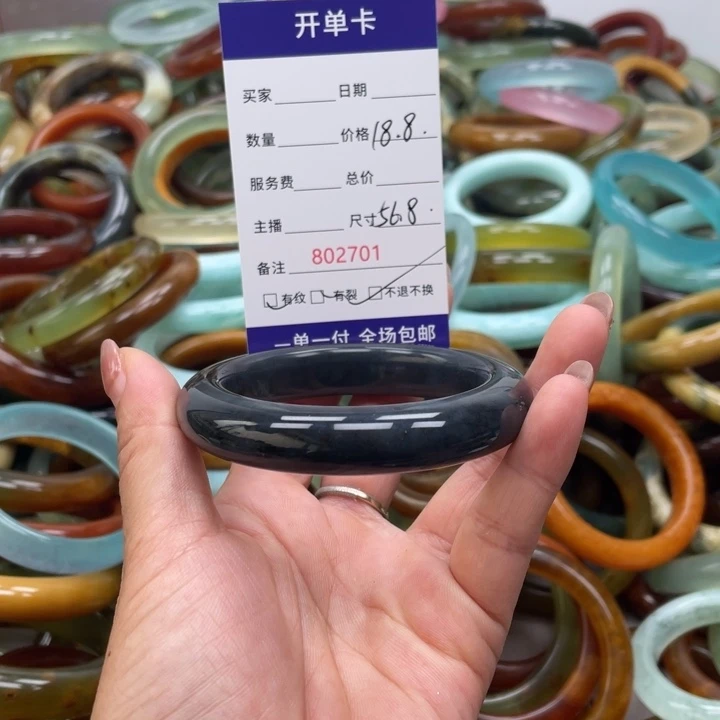 开单卡
买家 日期
数量 价格 18.8.
服务费 总价
主播 尺寸 56.8.
备注 802701
有纹 有裂 不退不换
一单一付 全场包邮